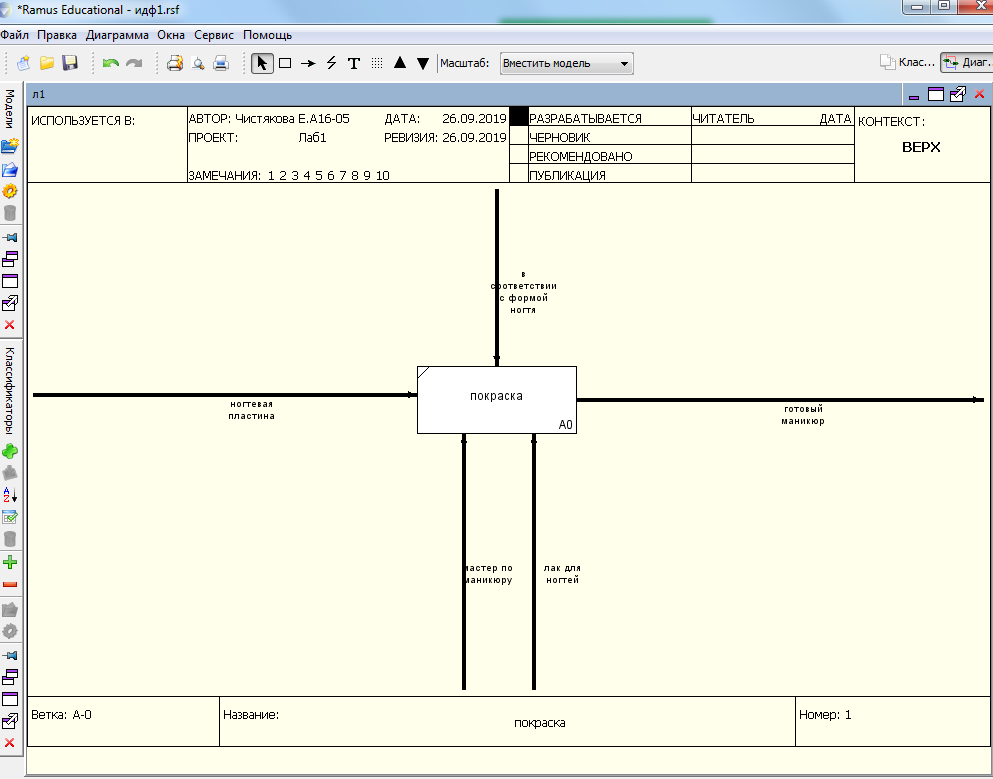 *Ramus Educational - идф1.rsf
Файл Правка Диаграмма Окна Сервис Помощь
Масштаб: Вместить модель Клас... Диаг.
Модели
л1
ИСПОЛЬЗУЕТСЯ В:
АВТОР: Чистякова Е.А16-05 ДАТА: 26.09.2019
ПРОЕКТ: Лаб1 РЕВИЗИЯ: 26.09.2019
ЗАМЕЧАНИЯ: 1 2 3 4 5 6 7 8 9 10
РАЗРАБАТЫВАЕТСЯ
ЧЕРНОВИК
РЕКОМЕНДОВАНО
ПУБЛИКАЦИЯ
ЧИТАТЕЛЬ ДАТА
КОНТЕКСТ:
ВЕРХ
в
соответствии
с формой
ногтя
Классификаторы
покраска
A0
ногтевая
пластина
готовый
маникюр
мастер по
маникюру
лак для
ногтей
Ветка: A-0
Название:
покраска
Номер: 1